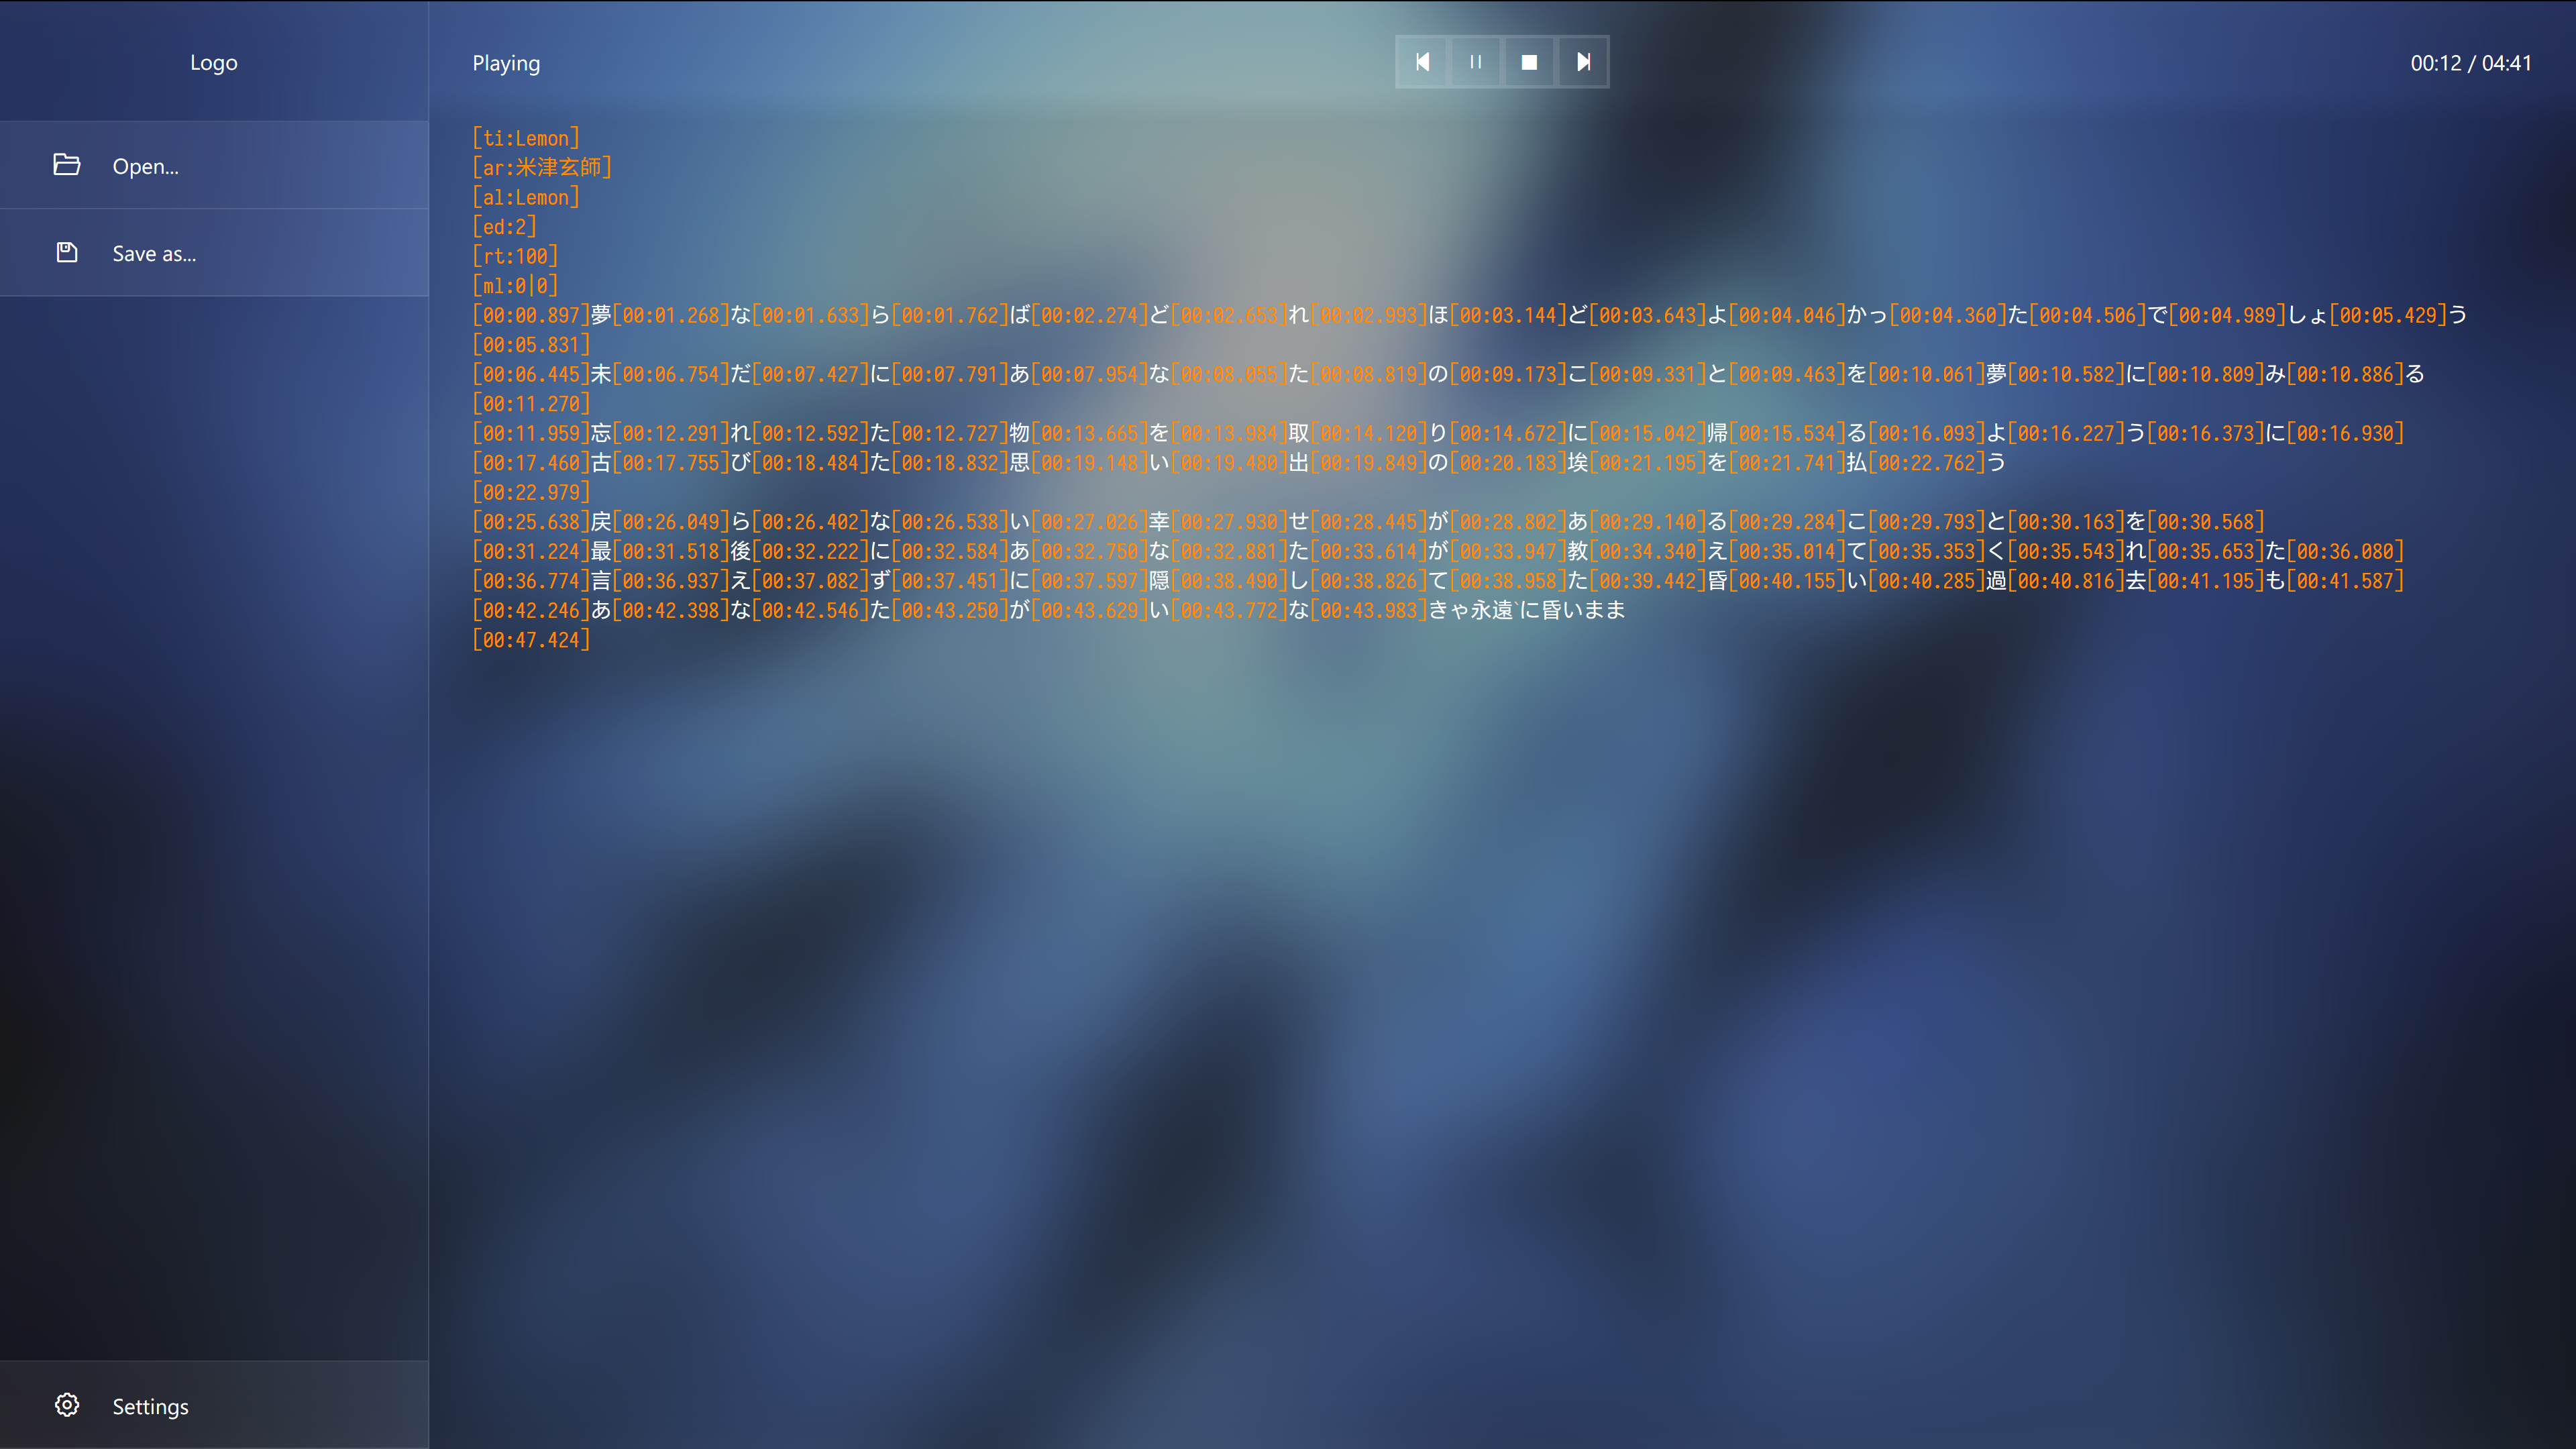 Logo
Playing
00:12 / 04:41
Open...
Save as...
[ti:Lemon]
[ar:米津玄師]
[al:Lemon]
[ed:2]
[rt:100]
[ml:0|0]
[00:00.897]夢[00:01.268]な[00:01.633]ら[00:01.762]ば[00:02.274]ど[00:02.653]れ[00:02.993]ほ[00:03.144]ど[00:03.643]よ[00:04.046]かっ[00:04.360]た[00:04.506]で[00:04.989]しょ[00:05.429]う
[00:05.831]
[00:06.445]未[00:06.754]だ[00:07.427]に[00:07.791]あ[00:07.954]な[00:08.055]た[00:08.819]の[00:09.173]こ[00:09.331]と[00:09.463]を[00:10.061]夢[00:10.582]に[00:10.809]み[00:10.886]る
[00:11.270]
[00:11.959]忘[00:12.291]れ[00:12.592]た[00:12.727]物[00:13.665]を[00:13.984]取[00:14.120]り[00:14.672]に[00:15.042]帰[00:15.534]る[00:16.093]よ[00:16.227]う[00:16.373]に[00:16.930]
[00:17.460]古[00:17.755]び[00:18.484]た[00:18.832]思[00:19.148]い[00:19.480]出[00:19.849]の[00:20.183]埃[00:21.195]を[00:21.741]払[00:22.762]う
[00:22.979]
[00:25.638]戻[00:26.049]ら[00:26.402]な[00:26.538]い[00:27.026]幸[00:27.930]せ[00:28.445]が[00:28.802]あ[00:29.140]る[00:29.284]こ[00:29.793]と[00:30.163]を[00:30.568]
[00:31.224]最[00:31.518]後[00:32.222]に[00:32.584]あ[00:32.750]な[00:32.881]た[00:33.614]が[00:33.947]教[00:34.340]え[00:35.014]て[00:35.353]く[00:35.543]れ[00:35.653]た[00:36.080]
[00:36.774]言[00:36.937]え[00:37.082]ず[00:37.451]に[00:37.597]隠[00:38.490]し[00:38.826]て[00:38.958]た[00:39.442]昏[00:40.155]い[00:40.285]過[00:40.816]去[00:41.195]も[00:41.587]
[00:42.246]あ[00:42.398]な[00:42.546]た[00:43.250]が[00:43.629]い[00:43.772]な[00:43.983]きゃ永遠`に昏いまま
[00:47.424]
Settings